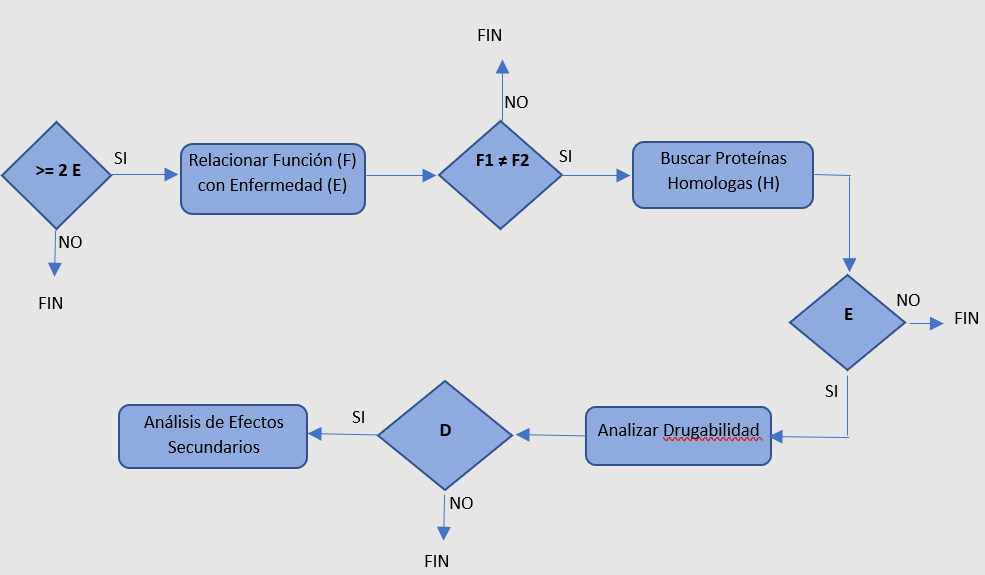 FIN
NO
>= 2 E
SI
Relacionar Función (F)
con Enfermedad (E)
F1 ≠ F2
SI
Buscar Proteínas
Homologas (H)
NO
FIN
E
NO
FIN
SI
Analizar Drugabilidad
D
SI
Análisis de Efectos
Secundarios
NO
FIN